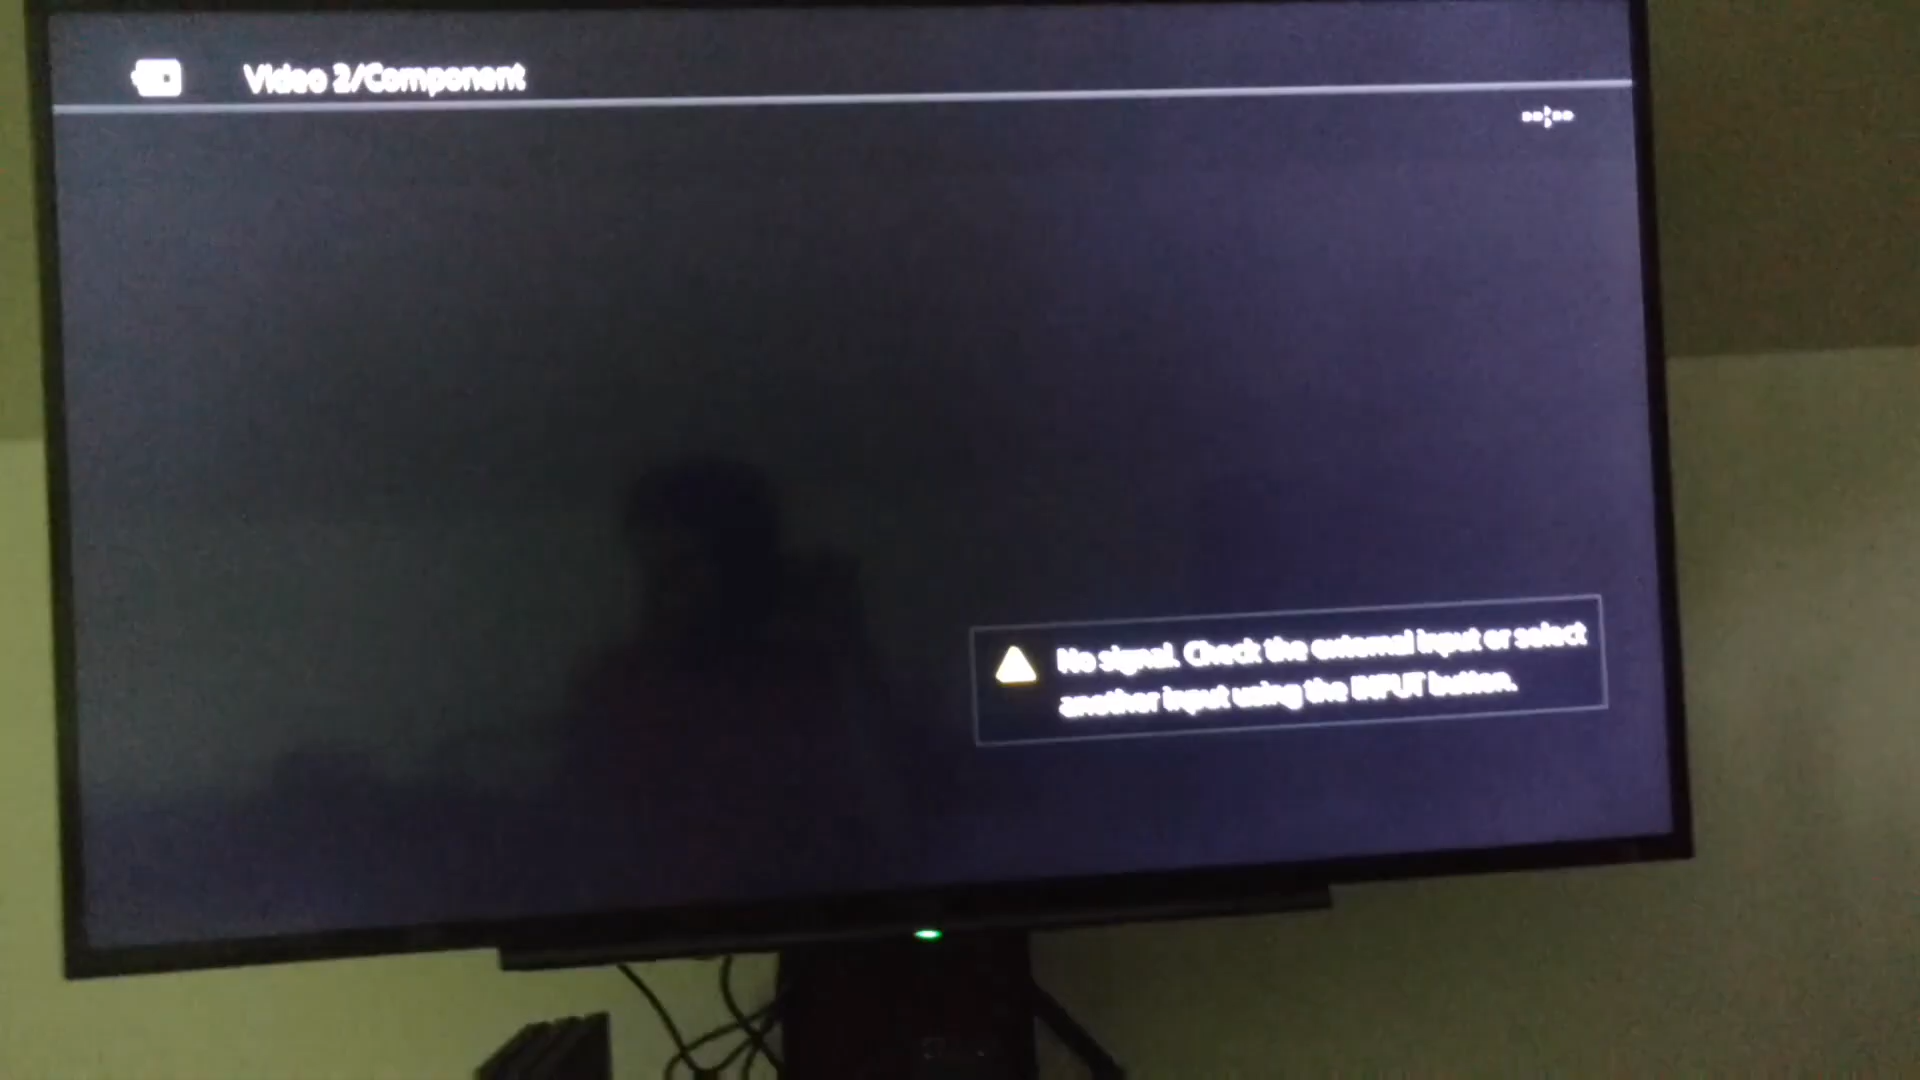 Video 2/Component
--:--
No signal. Check the external input or select
another input using the INPUT button.